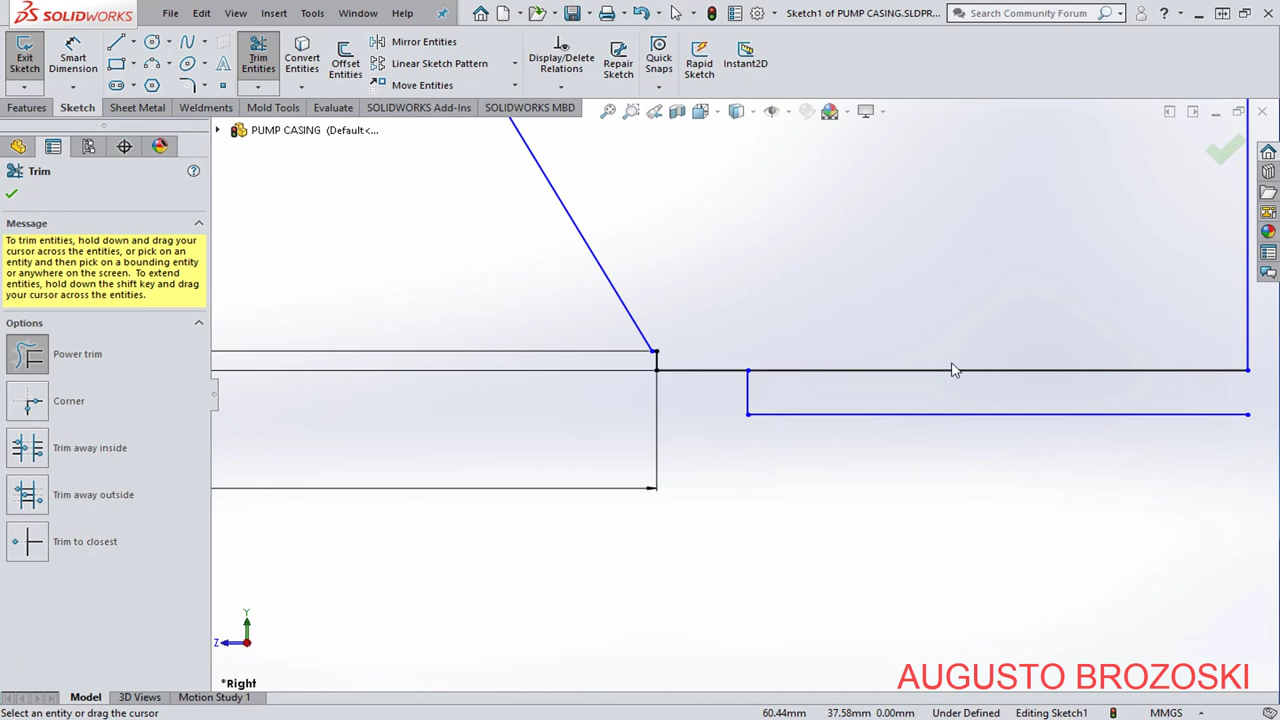 SOLIDWORKS File Edit View Insert Tools Window Help Sketch1 of PUMP CASING.SLDPR... Search Community Forum
Exit Sketch Smart Dimension Trim Entities Convert Entities Offset Entities Mirror Entities Linear Sketch Pattern Move Entities Display/Delete Relations Repair Sketch Quick Snaps Rapid Sketch Instant2D
Features Sketch Sheet Metal Weldments Mold Tools Evaluate SOLIDWORKS Add-Ins SOLIDWORKS MBD
PUMP CASING (Default<...
Trim
Message
To trim entities, hold down and drag your
cursor across the entities, or pick on an
entity and then pick on a bounding entity
or anywhere on the screen. To extend
entities, hold down the shift key and drag
your cursor across the entities.
Options
Power trim
Corner
Trim away inside
Trim away outside
Trim to closest
Y
Z
*Right
AUGUSTO BROZOSKI
Model 3D Views Motion Study 1
Select an entity or drag the cursor 60.44mm 37.58mm 0.00mm Under Defined Editing Sketch1 MMGS